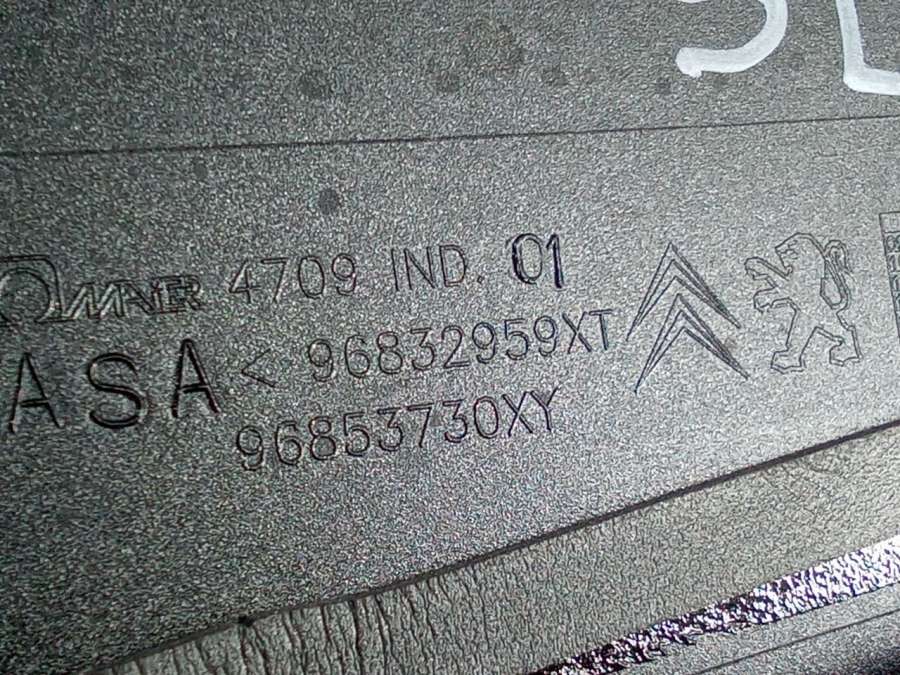 4709 IND. 01
ASA < 96832959XT
96853730XY